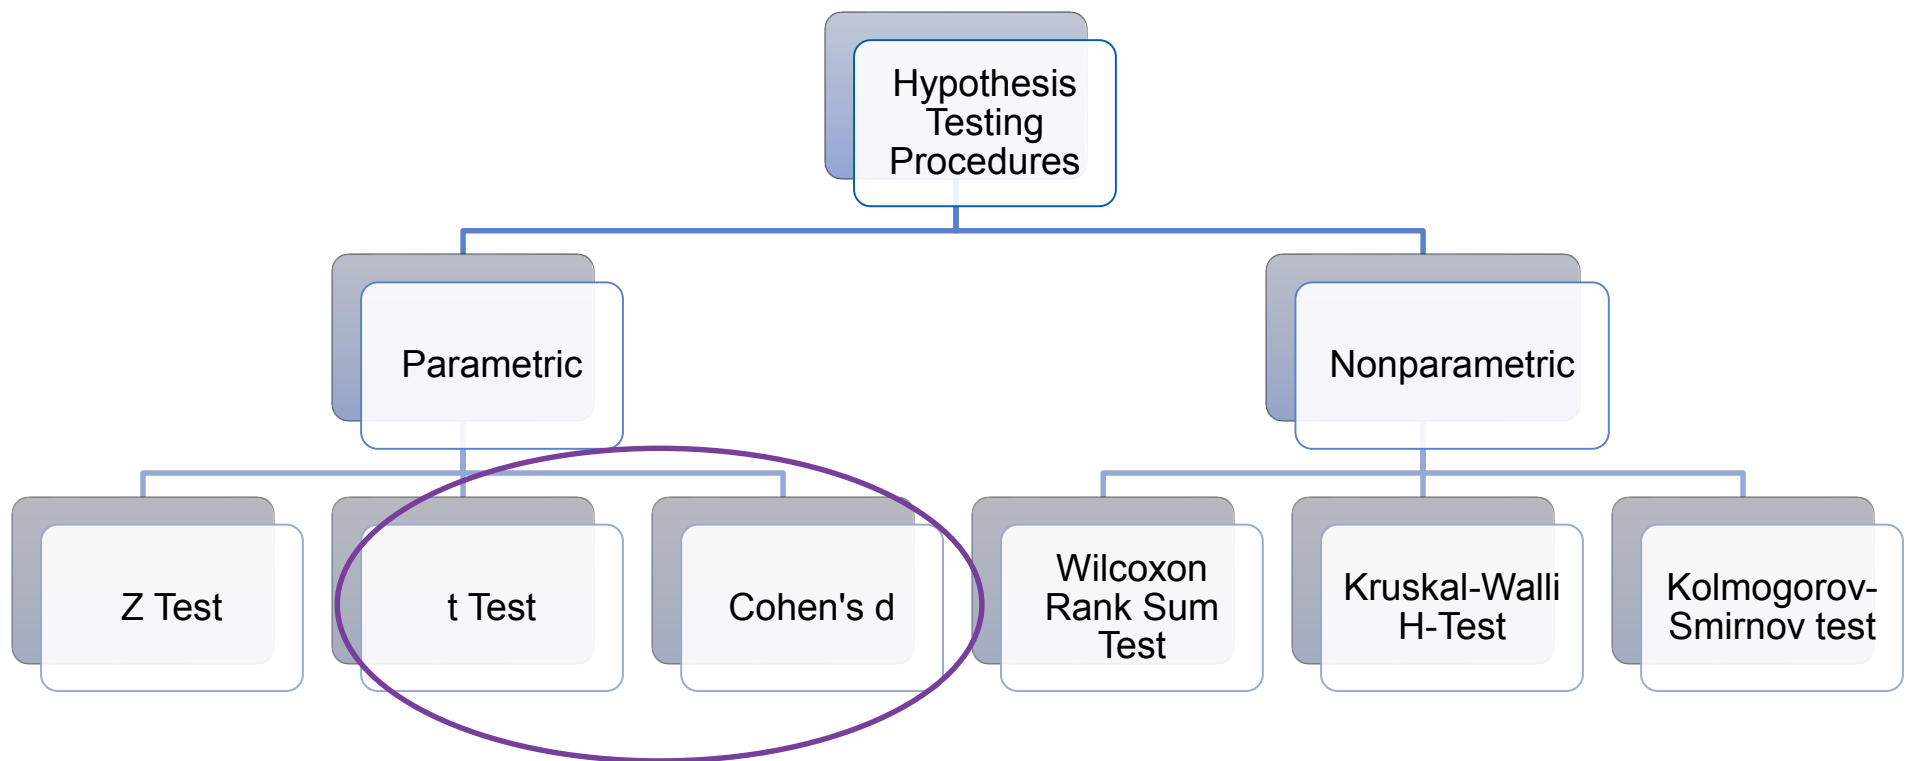 Hypothesis
Testing
Procedures
Parametric
Nonparametric
Z Test
t Test
Cohen's d
Wilcoxon
Rank Sum
Test
Kruskal-Walli
H-Test
Kolmogorov-
Smirnov test